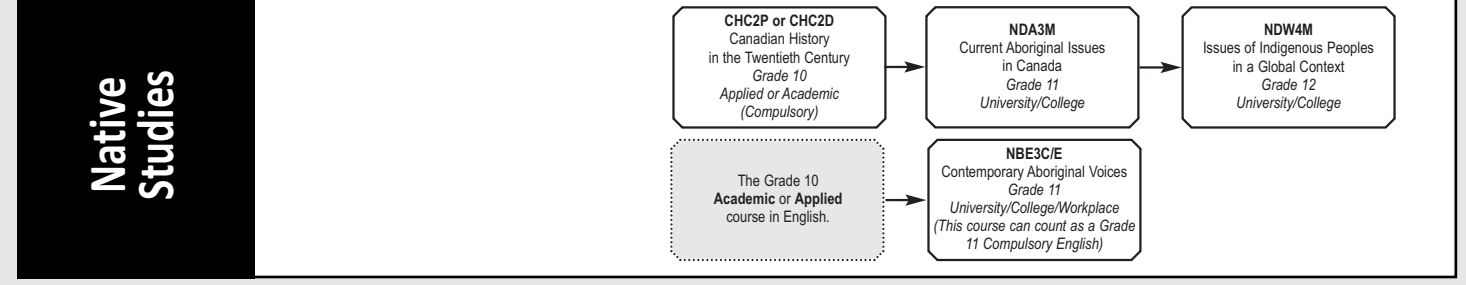 Native
Studies
CHC2P or CHC2D
Canadian History
in the Twentieth Century
Grade 10
Applied or Academic
(Compulsory)
NDA3M
Current Aboriginal Issues
in Canada
Grade 11
University/College
NDW4M
Issues of Indigenous Peoples
in a Global Context
Grade 12
University/College
The Grade 10
Academic or Applied
course in English.
NBE3C/E
Contemporary Aboriginal Voices
Grade 11
University/College/Workplace
(This course can count as a Grade
11 Compulsory English)